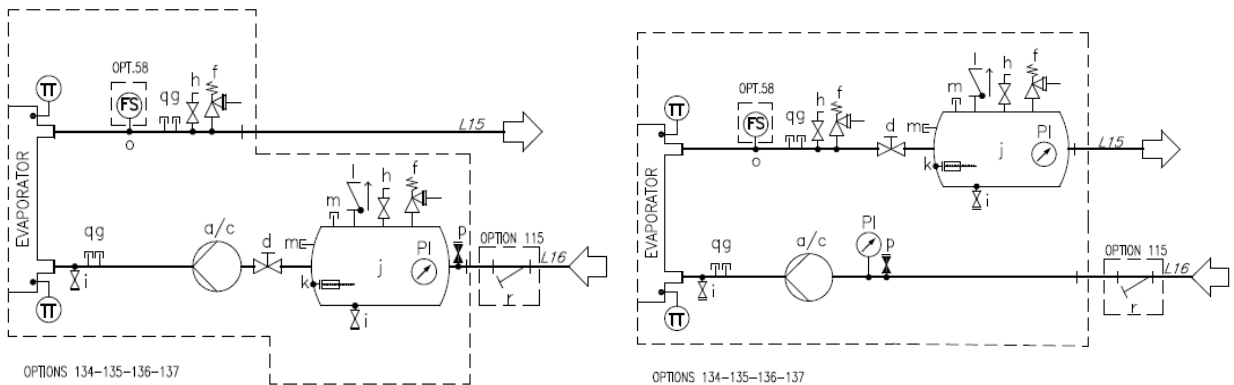 OPT.58
TT
FS
qg
h
f
o
L15
EVAPORATOR
l
h
f
m
a/c
qg
d
m
j
PI
p
OPTION 115
L16
k
i
i
r
TT
OPTIONS 134-135-136-137
l
h
f
m
OPT.58
TT
FS
qg
h
f
d
m
j
PI
o
k
L15
i
EVAPORATOR
qg
a/c
PI
p
OPTION 115
L16
i
r
TT
OPTIONS 134-135-136-137